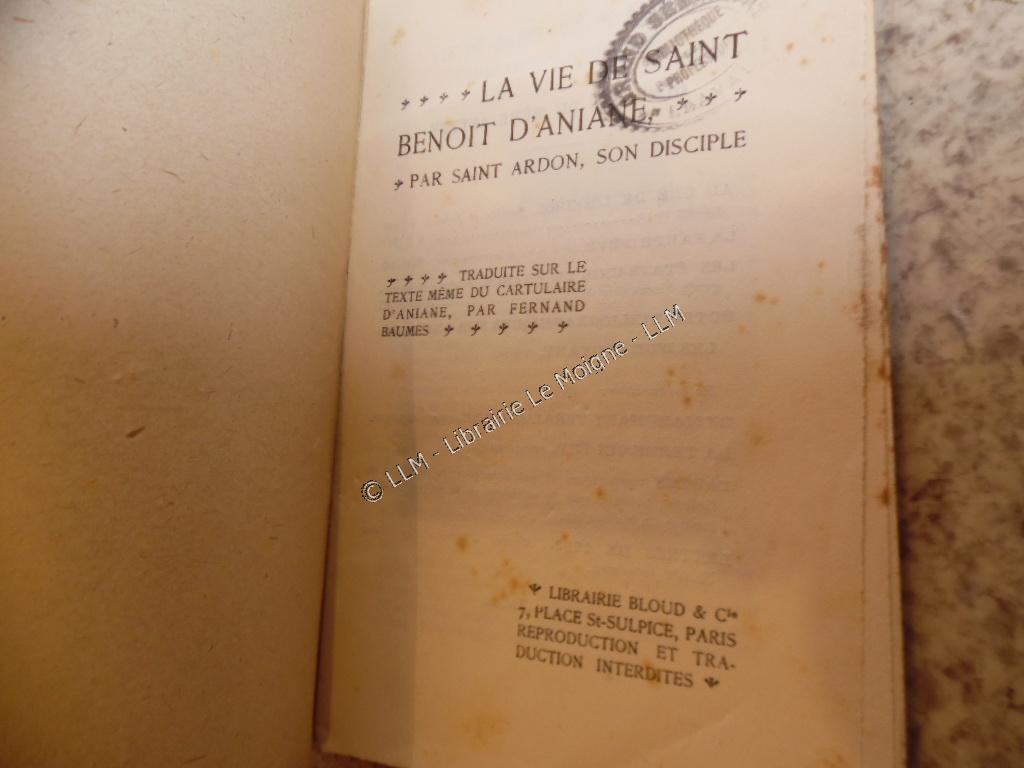 LA VIE DE SAINT
BENOIT D'ANIANE,
PAR SAINT ARDON, SON DISCIPLE
TRADUITE SUR LE
TEXTE MÊME DU CARTULAIRE
D'ANIANE, PAR FERNAND
BAUMES
© LLM - Librairie Le Moigne - LLM
LIBRAIRIE BLOUD & Cie
7, PLACE St-SULPICE, PARIS
REPRODUCTION ET TRA-
DUCTION INTERDITES